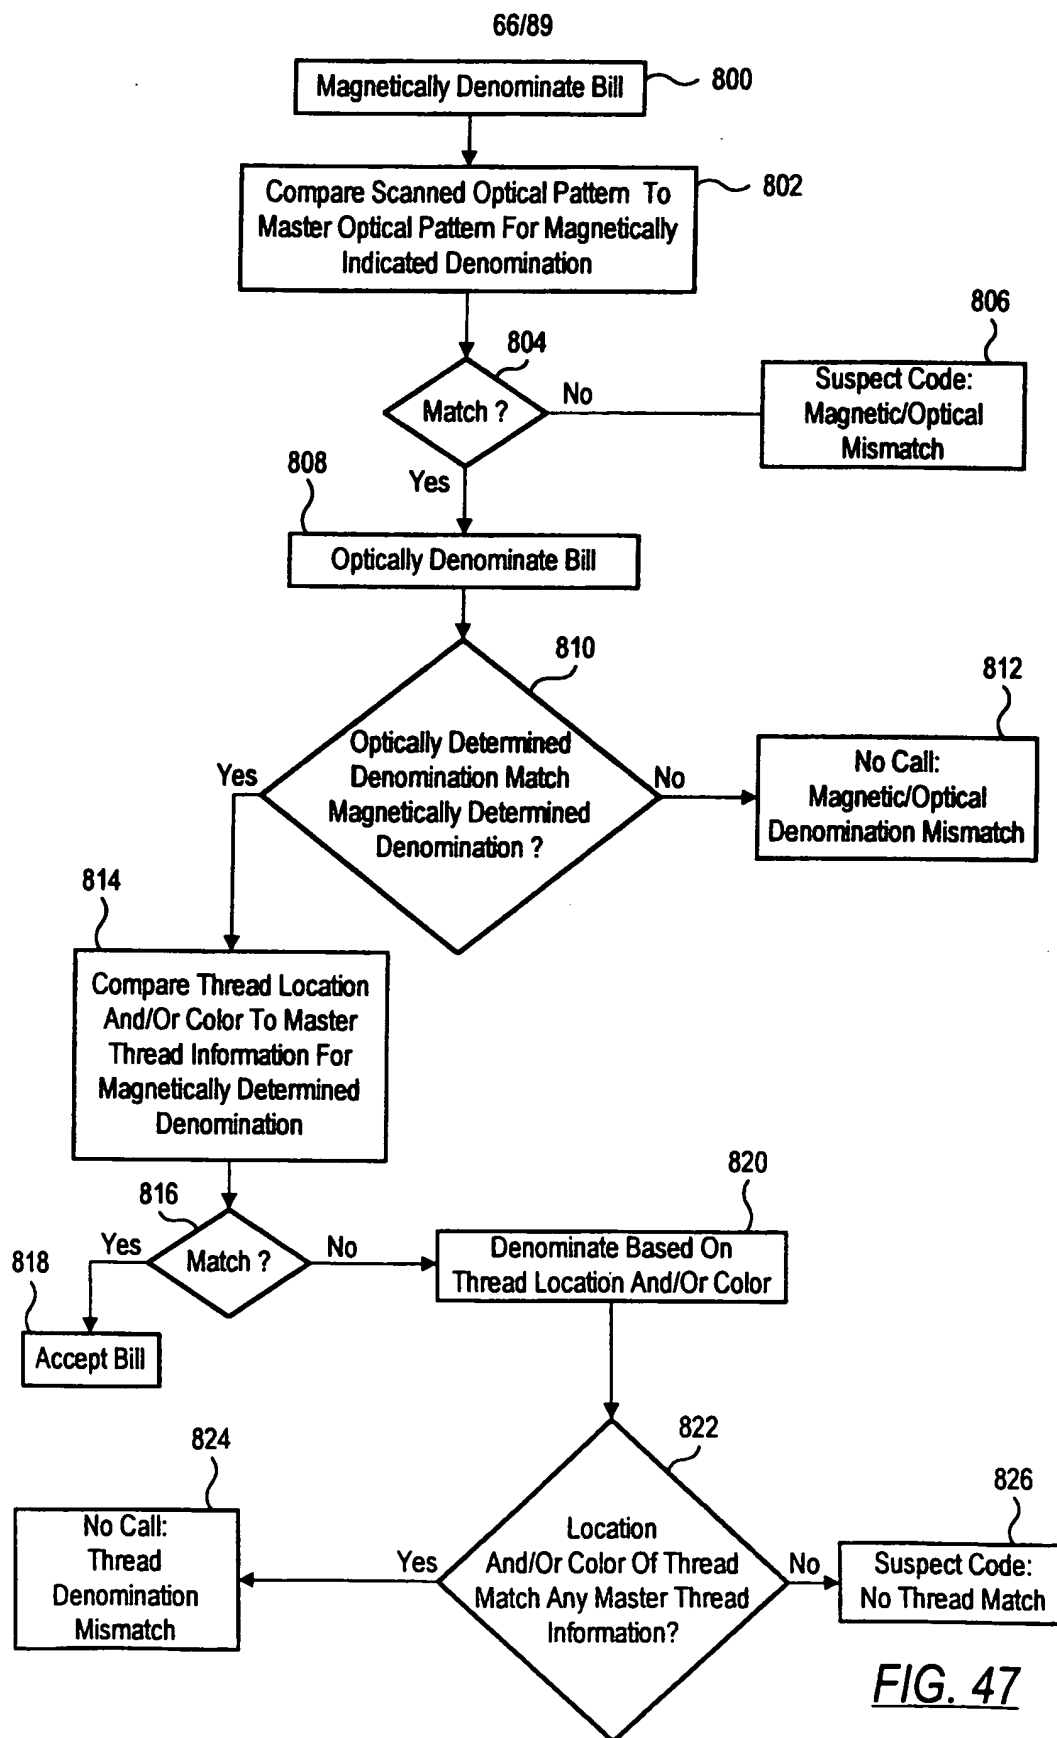 66/89
Magnetically Denominate Bill
800
Compare Scanned Optical Pattern To
Master Optical Pattern For Magnetically
Indicated Denomination
802
804
Match ?
No
Yes
806
Suspect Code:
Magnetic/Optical
Mismatch
808
Optically Denominate Bill
810
Optically Determined
Denomination Match
Magnetically Determined
Denomination ?
Yes
No
812
No Call:
Magnetic/Optical
Denomination Mismatch
814
Compare Thread Location
And/Or Color To Master
Thread Information For
Magnetically Determined
Denomination
816
Match ?
Yes
No
818
Accept Bill
820
Denominate Based On
Thread Location And/Or Color
822
Location
And/Or Color Of Thread
Match Any Master Thread
Information?
Yes
No
824
No Call:
Thread
Denomination
Mismatch
826
Suspect Code:
No Thread Match
FIG. 47